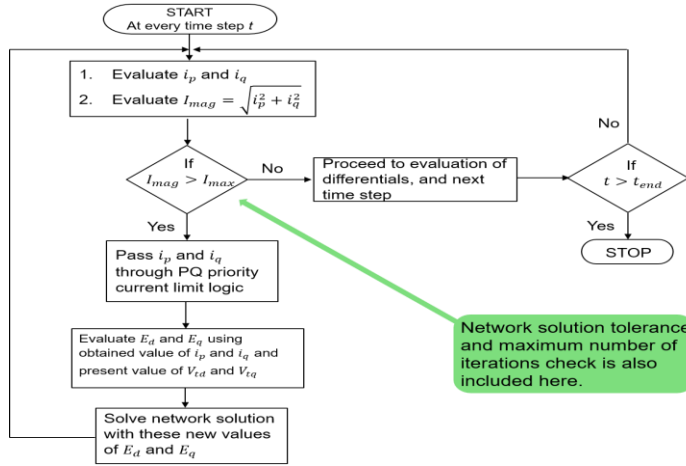 START
At every time step t
1. Evaluate i_p and i_q
2. Evaluate I_mag = √(i_p^2 + i_q^2)
If
I_mag > I_max
No
Yes
Proceed to evaluation of
differentials, and next
time step
No
If
t > t_end
Yes
STOP
Pass i_p and i_q
through PQ priority
current limit logic
Evaluate E_d and E_q using
obtained value of i_p and i_q and
present value of V_td and V_tq
Solve network solution
with these new values
of E_d and E_q
Network solution tolerance
and maximum number of
iterations check is also
included here.